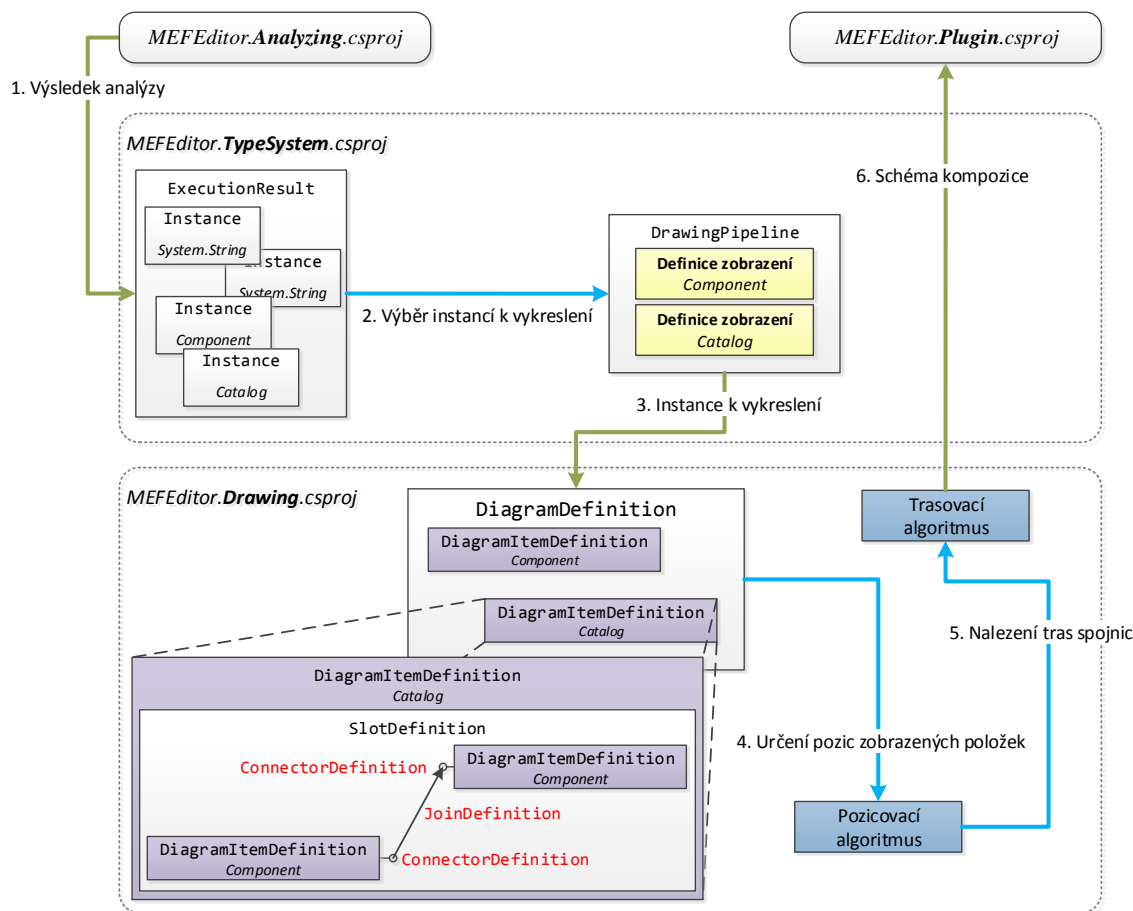 MEFEditor.Analyzing.csproj
MEFEditor.Plugin.csproj
1. Výsledek analýzy
MEFEditor.TypeSystem.csproj
ExecutionResult
Instance
System.String
Instance
System.String
Instance
Component
Instance
Catalog
2. Výběr instancí k vykreslení
DrawingPipeline
Definice zobrazení
Component
Definice zobrazení
Catalog
6. Schéma kompozice
3. Instance k vykreslení
MEFEditor.Drawing.csproj
DiagramDefinition
DiagramItemDefinition
Component
DiagramItemDefinition
Catalog
Trasovací
algoritmus
5. Nalezení tras spojnic
DiagramItemDefinition
Catalog
SlotDefinition
ConnectorDefinition
DiagramItemDefinition
Component
JoinDefinition
DiagramItemDefinition
Component
ConnectorDefinition
4. Určení pozic zobrazených položek
Pozicovací
algoritmus